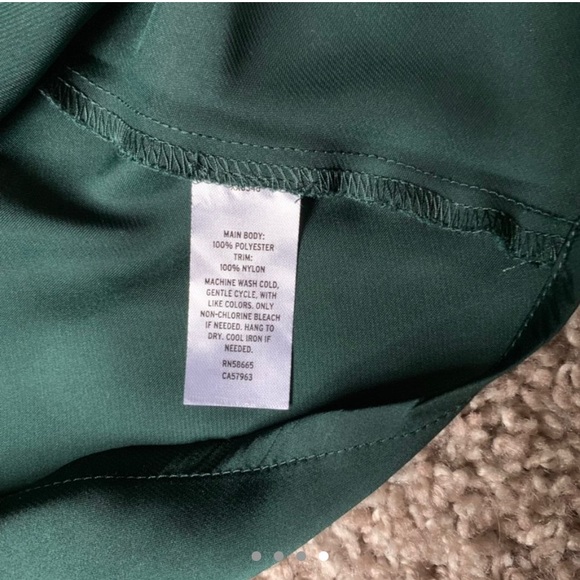 MAIN BODY:
100% POLYESTER
TRIM:
100% NYLON
MACHINE WASH COLD,
GENTLE CYCLE, WITH
LIKE COLORS. ONLY
NON-CHLORINE BLEACH
IF NEEDED. HANG TO
DRY. COOL IRON IF
NEEDED.
RN58665
CA57963